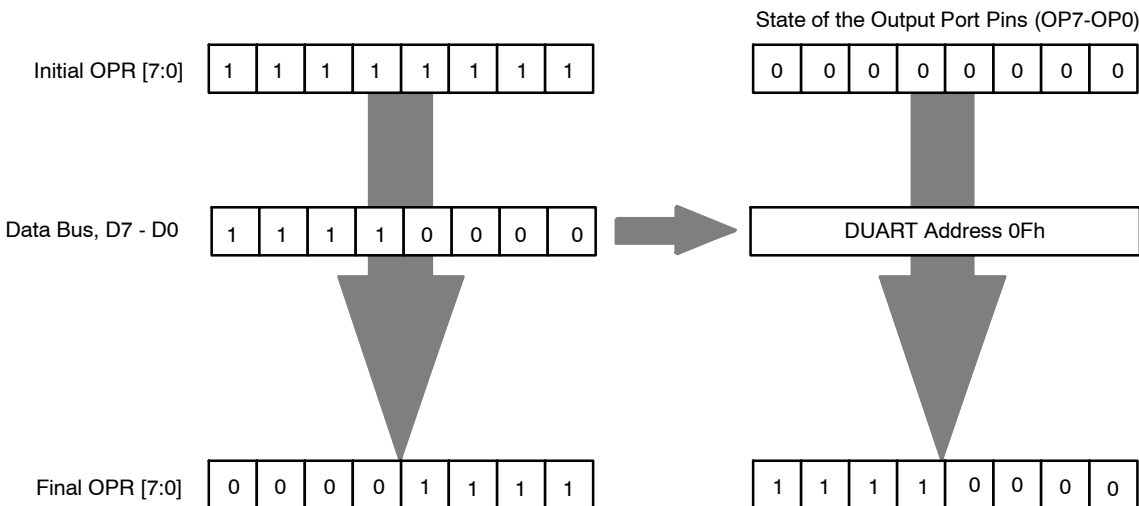 State of the Output Port Pins (OP7-OP0)
Initial OPR [7:0] 1 1 1 1 1 1 1 1 0 0 0 0 0 0 0 0
Data Bus, D7 - D0 1 1 1 1 0 0 0 0 DUART Address 0Fh
Final OPR [7:0] 0 0 0 0 1 1 1 1 1 1 1 1 0 0 0 0